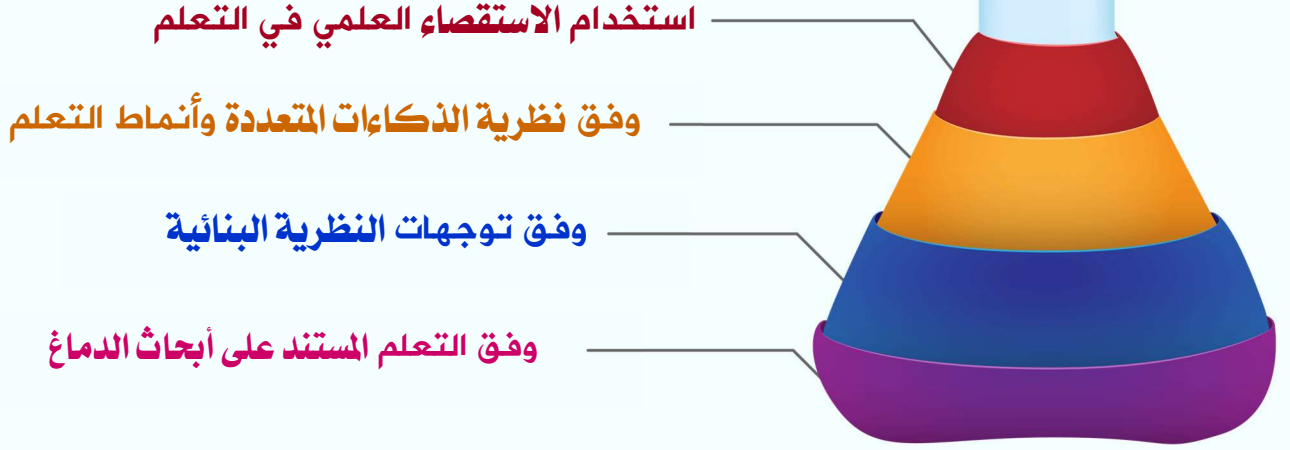 استخدام الاستقصاء العلمي في التعلم
وفق نظرية الذكاءات المتعددة وأنماط التعلم
وفق توجهات النظرية البنائية
وفق التعلم المستند على أبحاث الدماغ